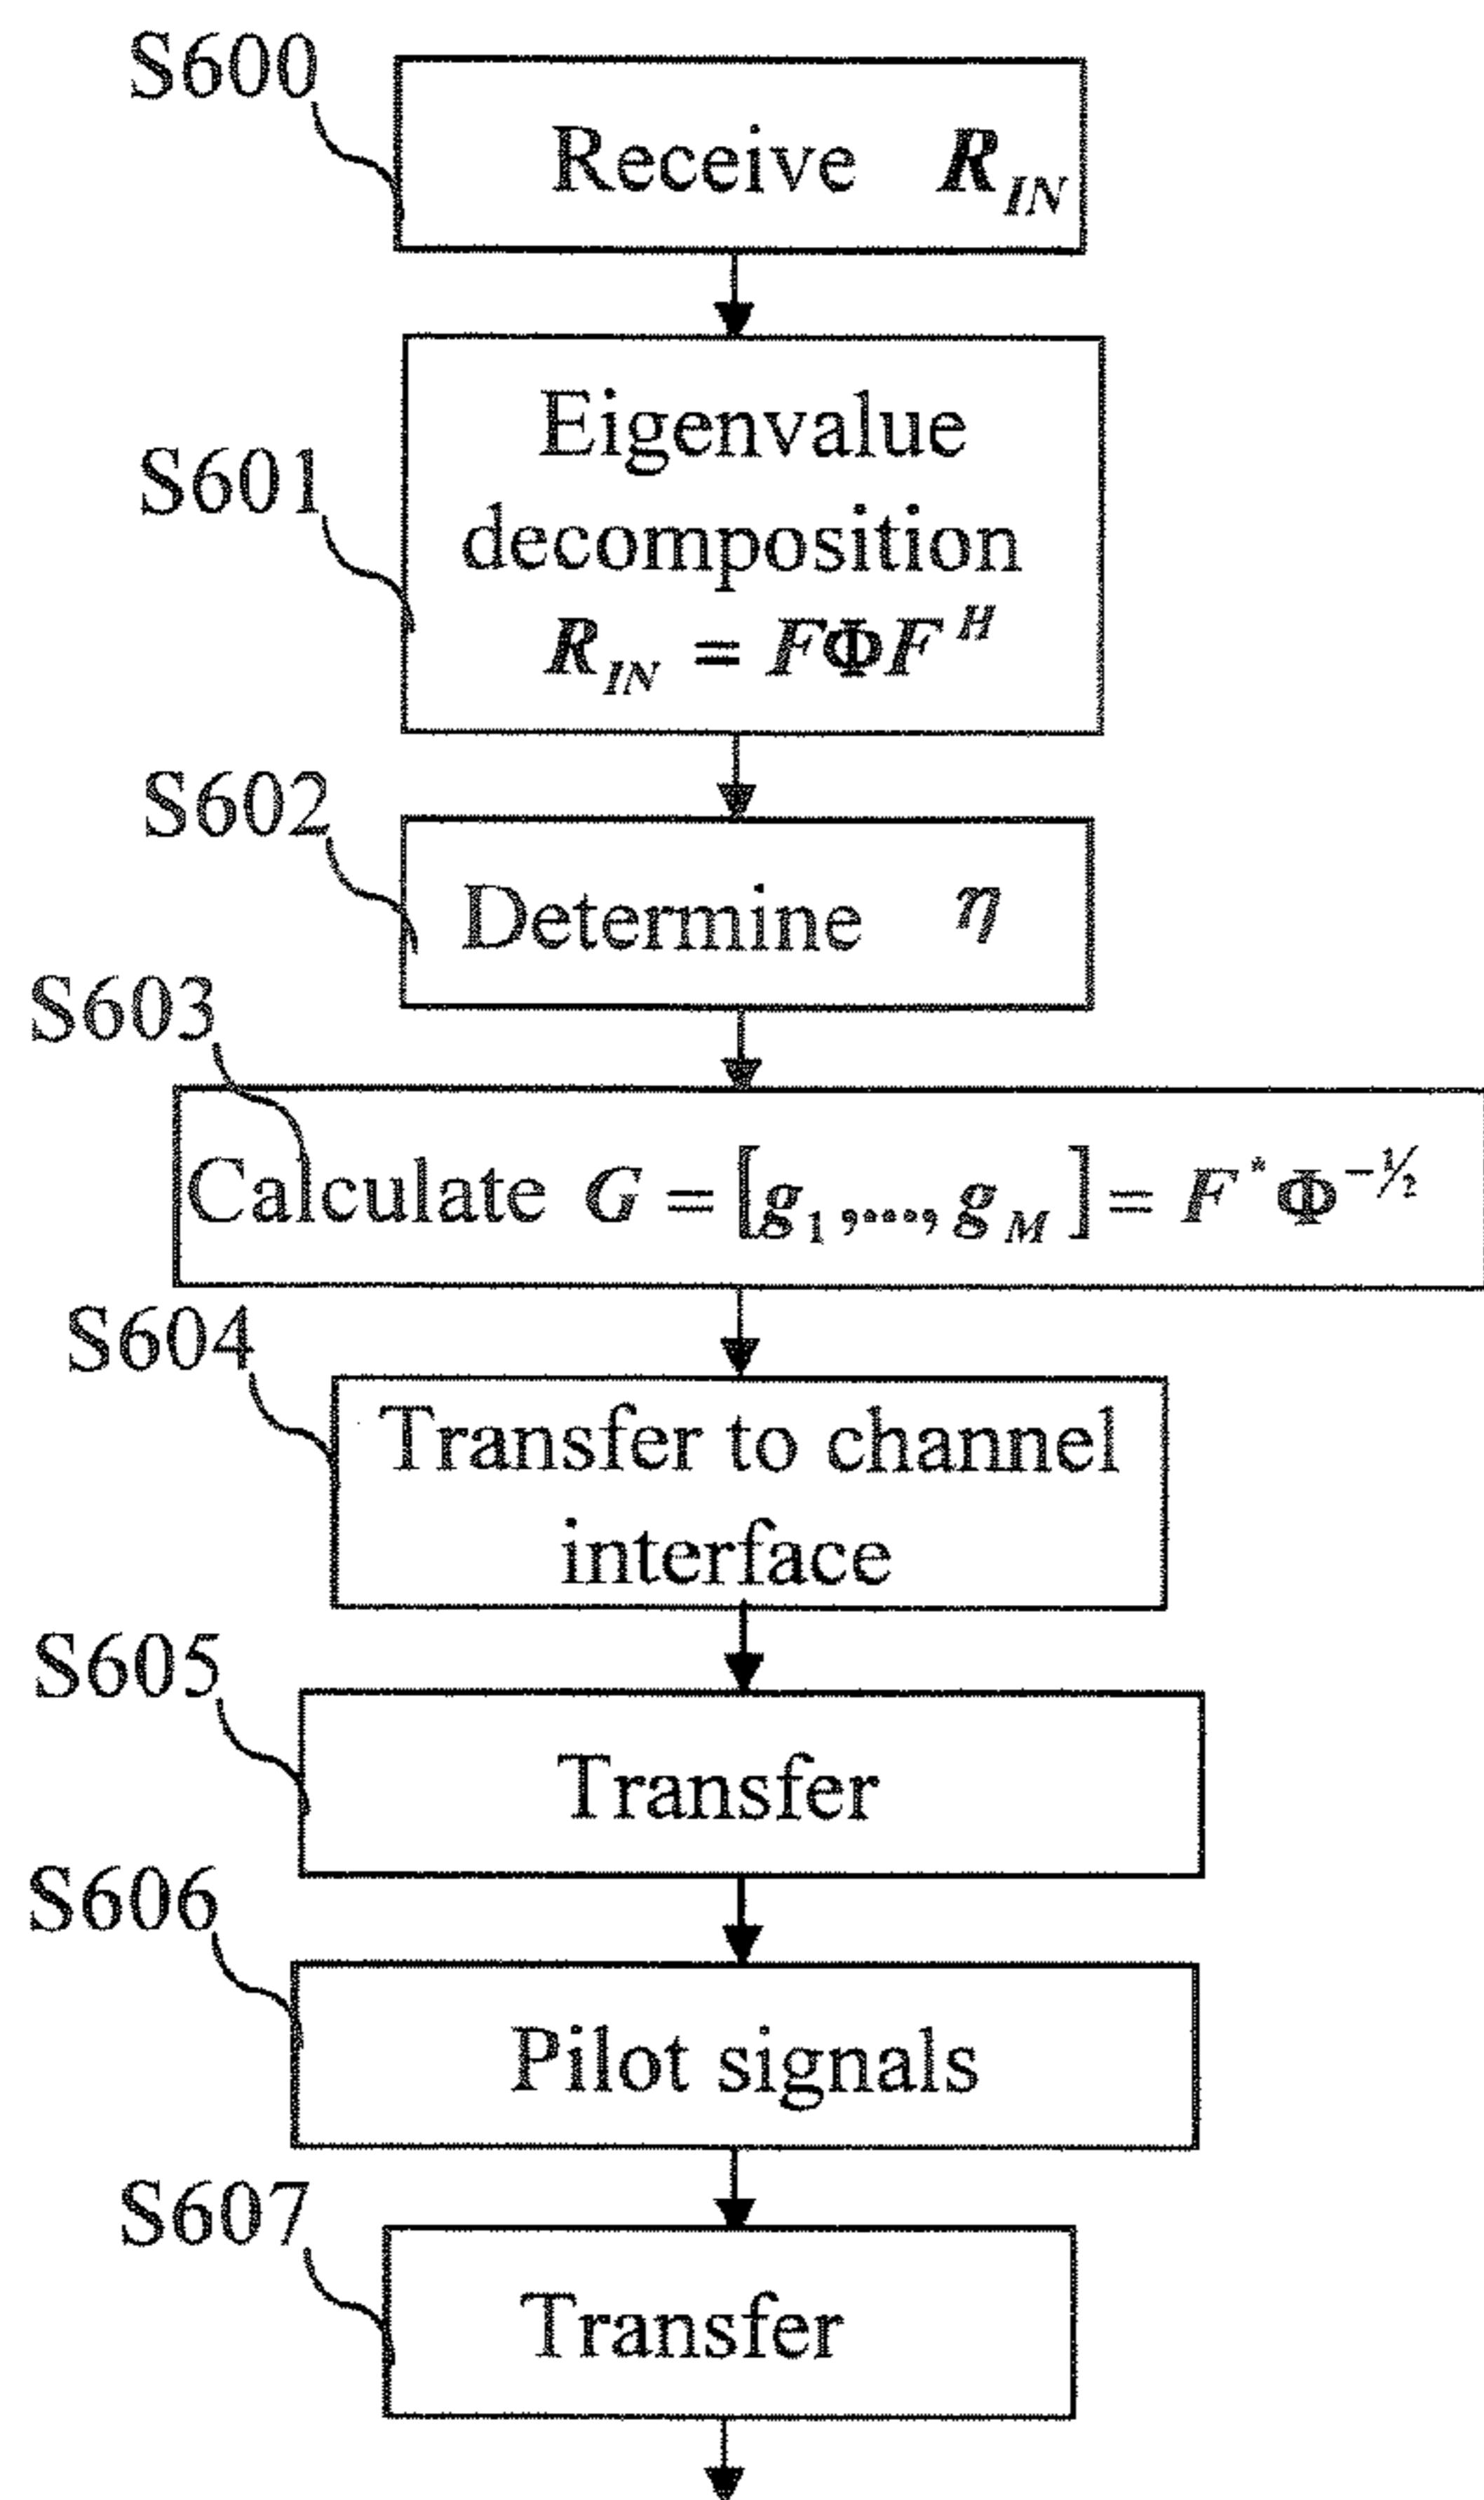 S600
Receive R_IN
Eigenvalue
S601
decomposition
R_IN = FΦF^H
S602
Determine η
S603
Calculate G = [g_1,..., g_M] = F^* Φ^{-1/2}
S604
Transfer to channel
interface
S605
Transfer
S606
Pilot signals
S607
Transfer